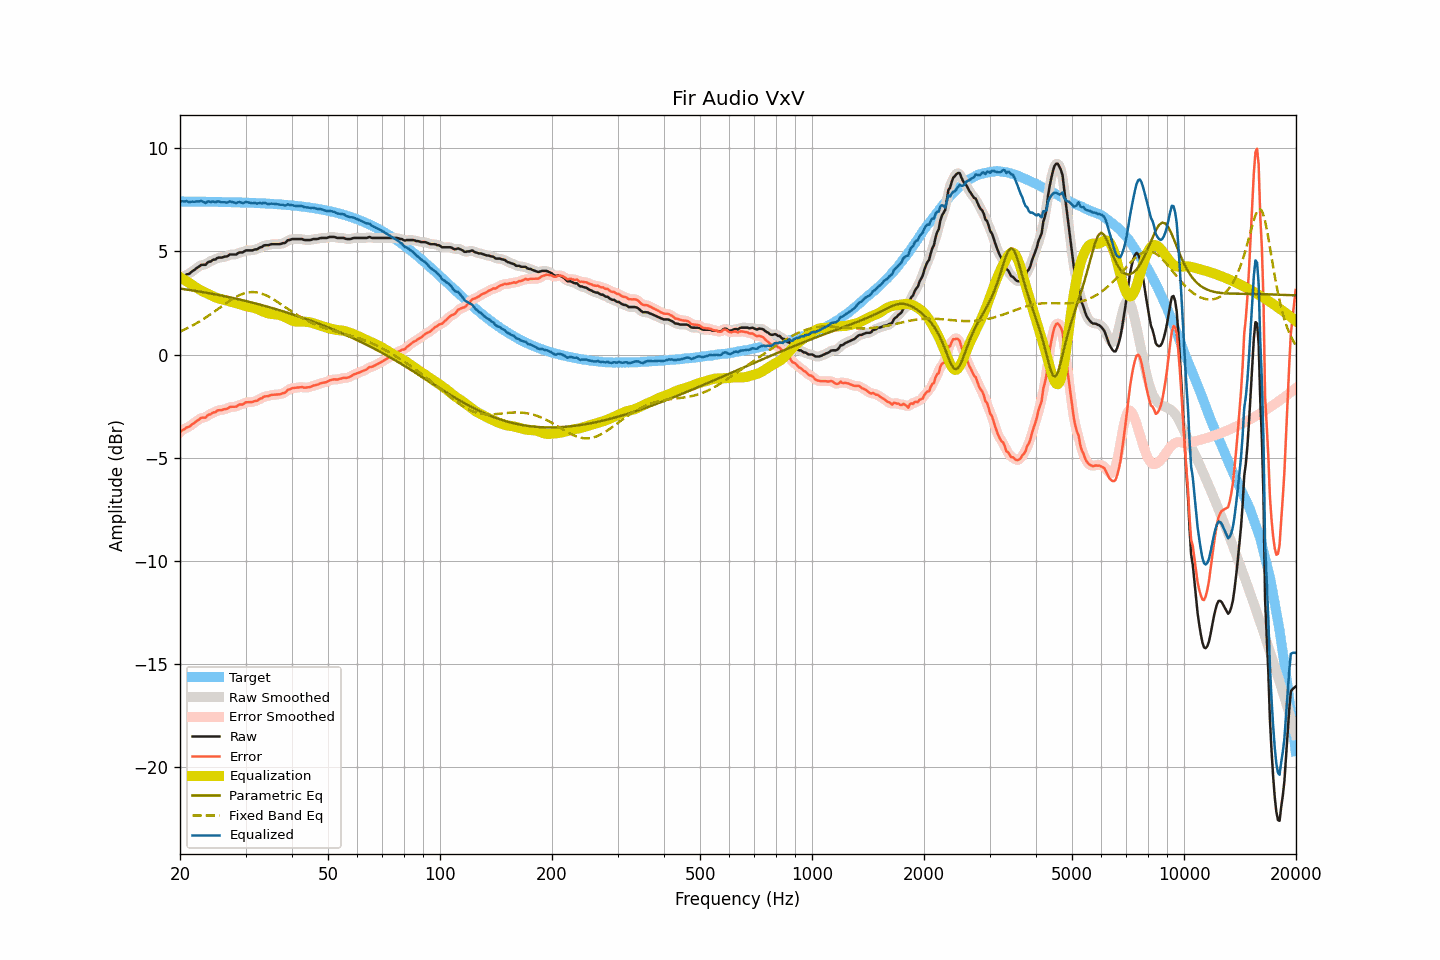 Fir Audio VxV
10
5
0
−5
−10
−15
−20
Amplitude (dBr)
Target
Raw Smoothed
Error Smoothed
Raw
Error
Equalization
Parametric Eq
Fixed Band Eq
Equalized
20 50 100 200 500 1000 2000 5000 10000 20000
Frequency (Hz)